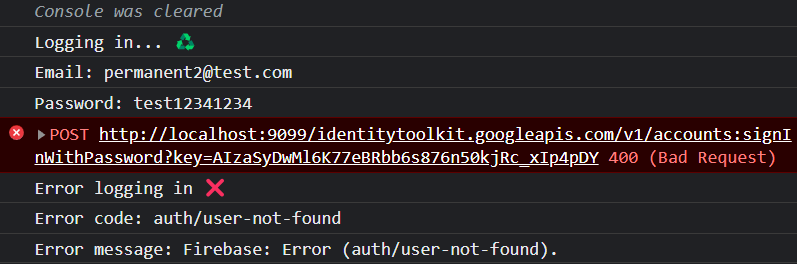 Console was cleared
Logging in... ♻️
Email: permanent2@test.com
Password: test12341234
POST http://localhost:9099/identitytoolkit.googleapis.com/v1/accounts:signI
nWithPassword?key=AIzaSyDwMl6K77eBRbb6s876n50kjRc_xIp4pDY 400 (Bad Request)
Error logging in ❌
Error code: auth/user-not-found
Error message: Firebase: Error (auth/user-not-found).